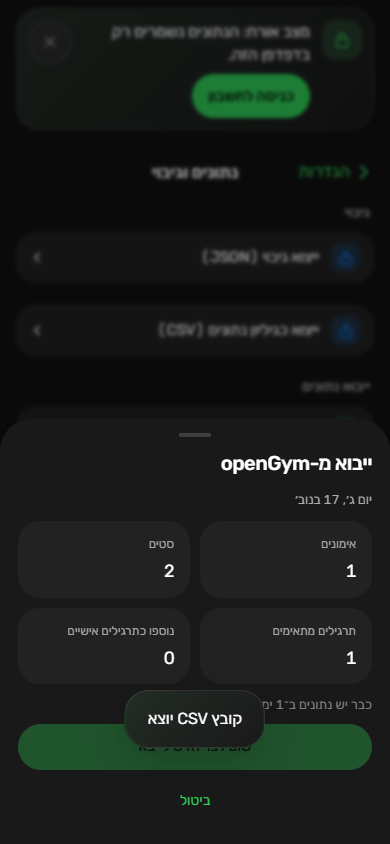 מצב אורח: הנתונים נשמרים רק
בדפדפן הזה.
כניסה לחשבון
הגדרות
נתונים וגיבוי
גיבוי
ייצוא גיבוי (JSON)
ייצוא כגיליון נתונים (CSV)
ייבוא נתונים
ייבוא מ-openGym
יום ג׳, 17 בנוב׳
אימונים
1
סטים
2
תרגילים מתאימים
1
נוספו כתרגילים אישיים
0
כבר יש נתונים ב־1
קובץ CSV יוצא
ביטול